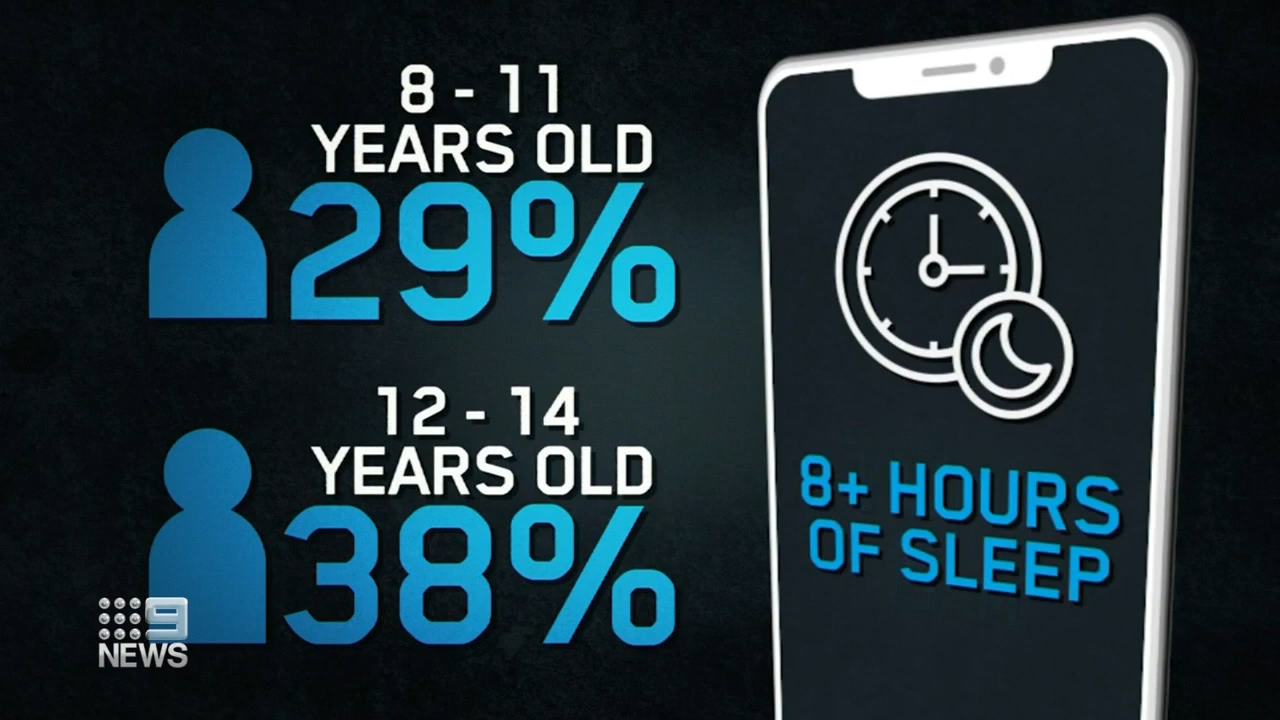 8 - 11
YEARS OLD
29%
12 - 14
YEARS OLD
38%
8+ HOURS
OF SLEEP
9
NEWS